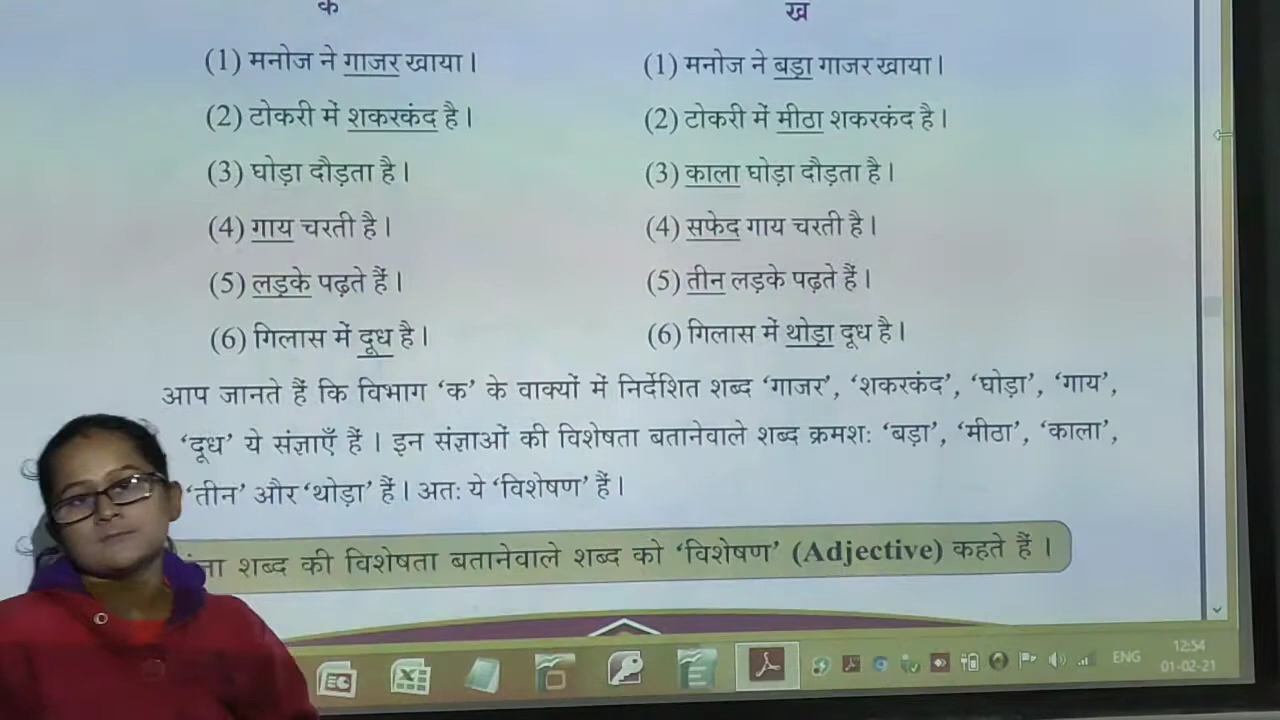 क ख
(1) मनोज ने गाजर खाया। (1) मनोज ने बड़ा गाजर खाया।
(2) टोकरी में शकरकंद है। (2) टोकरी में मीठा शकरकंद है।
(3) घोड़ा दौड़ता है। (3) काला घोड़ा दौड़ता है।
(4) गाय चरती है। (4) सफेद गाय चरती है।
(5) लड़के पढ़ते हैं। (5) तीन लड़के पढ़ते हैं।
(6) गिलास में दूध है। (6) गिलास में थोड़ा दूध है।
आप जानते हैं कि विभाग ‘क’ के वाक्यों में निर्देशित शब्द ‘गाजर’, ‘शकरकंद’, ‘घोड़ा’, ‘गाय’,
‘दूध’ ये संज्ञाएँ हैं। इन संज्ञाओं की विशेषता बतानेवाले शब्द क्रमशः ‘बड़ा’, ‘मीठा’, ‘काला’,
‘तीन’ और ‘थोड़ा’ हैं। अतः ये ‘विशेषण’ हैं।
शब्द की विशेषता बतानेवाले शब्द को ‘विशेषण’ (Adjective) कहते हैं।
ENG 12:54
01-02-21